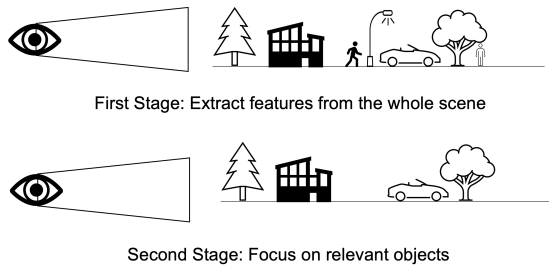 First Stage: Extract features from the whole scene
Second Stage: Focus on relevant objects